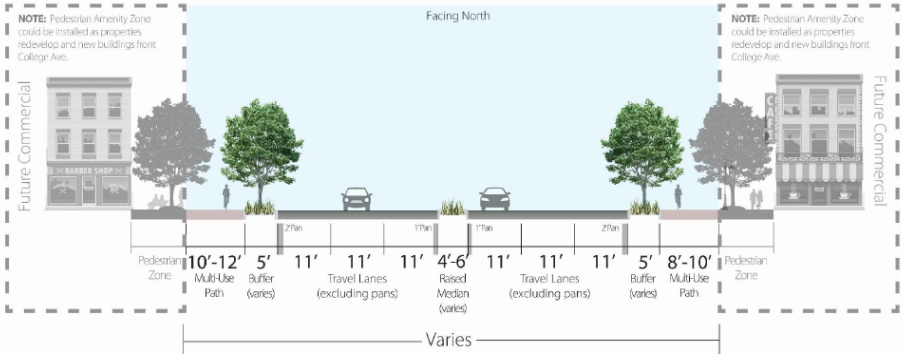 NOTE: Pedestrian Amenity Zone
could be installed as properties
redevelop and new buildings front
College Ave.
Facing North
NOTE: Pedestrian Amenity Zone
could be installed as properties
redevelop and new buildings front
College Ave.
Future Commercial
BARBER SHOP
CAFE
Future Commercial
2' Pan
1' Pan
1' Pan
2' Pan
Pedestrian
Zone
10'-12'
Multi-Use
Path
5'
Buffer
(varies)
11' 11' 11'
Travel Lanes
(excluding pans)
4'-6'
Raised
Median
(varies)
11' 11' 11'
Travel Lanes
(excluding pans)
5'
Buffer
(varies)
8'-10'
Multi-Use
Path
Pedestrian
Zone
Varies